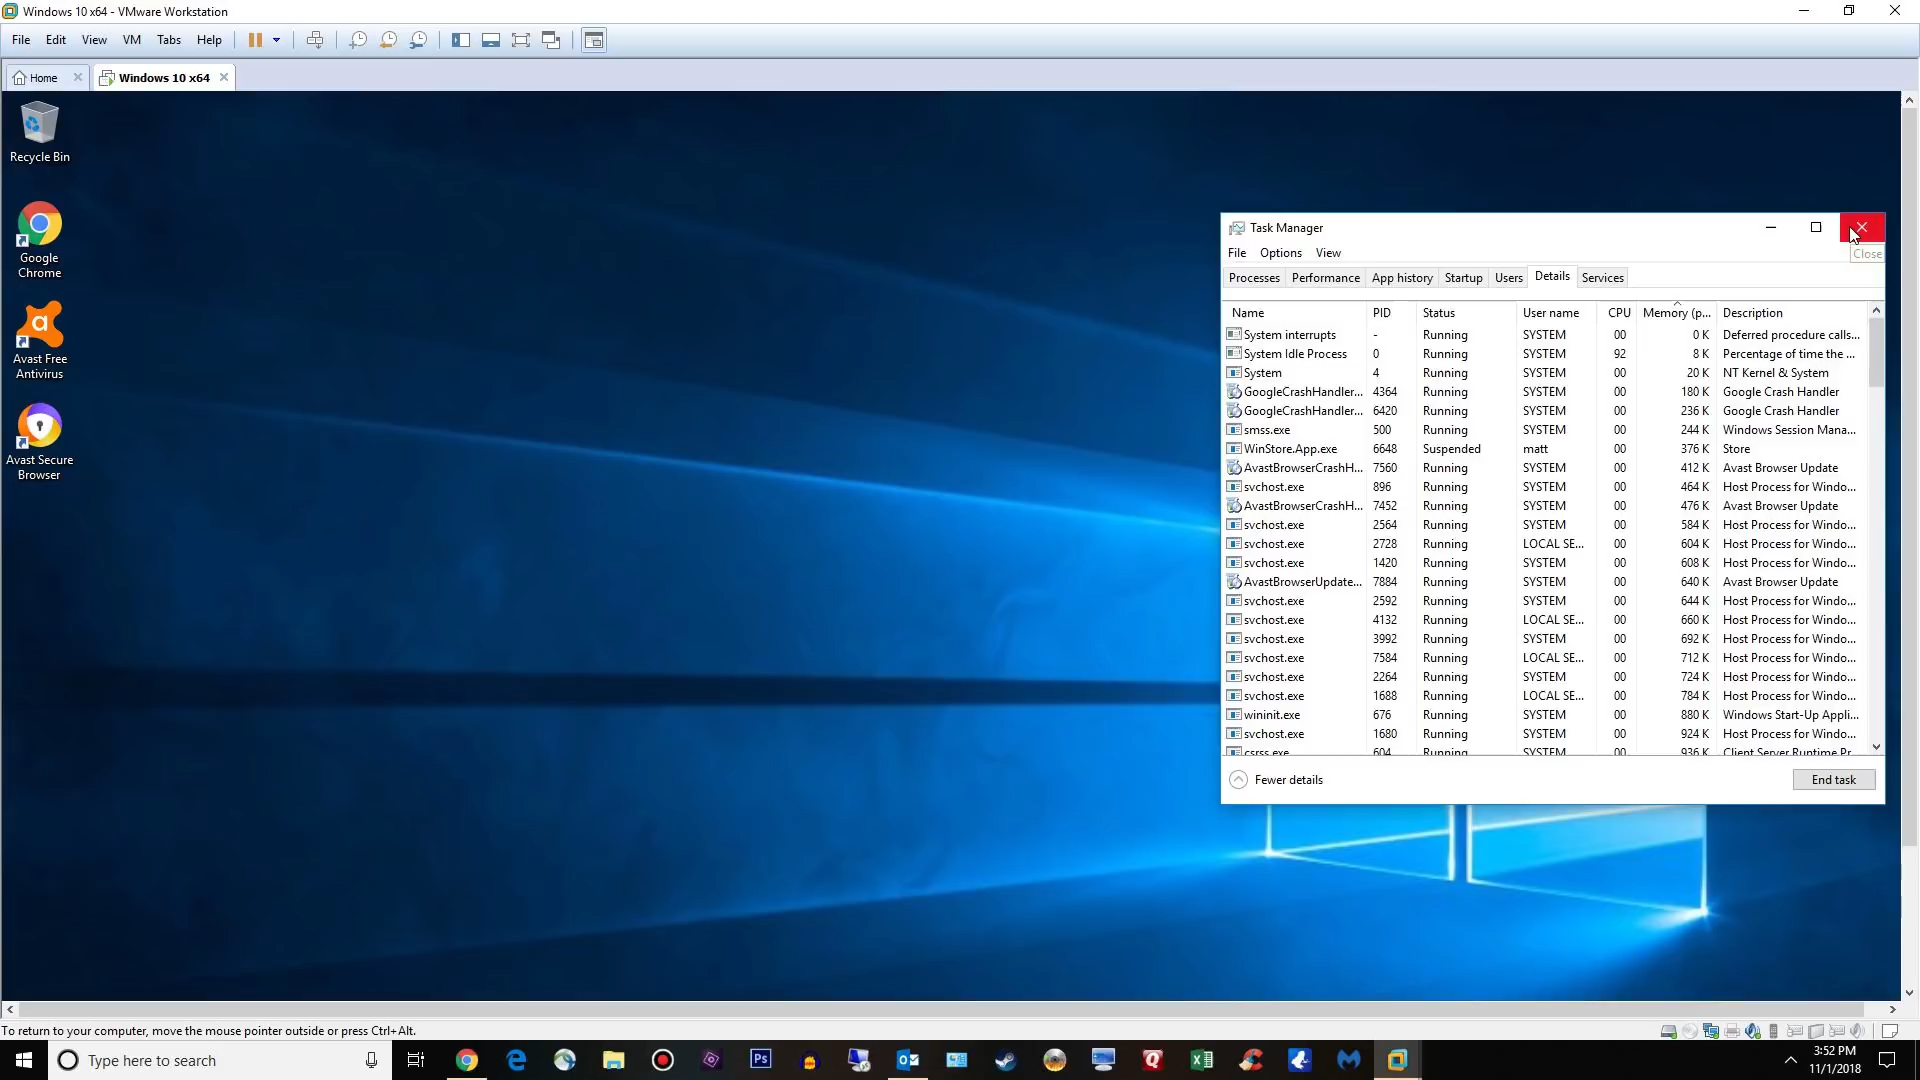 Windows 10 x64 - VMware Workstation
File Edit View VM Tabs Help
Home Windows 10 x64
Recycle Bin
Google
Chrome
Avast Free
Antivirus
Avast Secure
Browser
Task Manager
Close
File Options View
Processes Performance App history Startup Users Details Services
Name PID Status User name CPU Memory (p... Description
System interrupts - Running SYSTEM 00 0 K Deferred procedure calls...
System Idle Process 0 Running SYSTEM 92 8 K Percentage of time the ...
System 4 Running SYSTEM 00 20 K NT Kernel & System
GoogleCrashHandler... 4364 Running SYSTEM 00 180 K Google Crash Handler
GoogleCrashHandler... 6420 Running SYSTEM 00 236 K Google Crash Handler
smss.exe 500 Running SYSTEM 00 244 K Windows Session Mana...
WinStore.App.exe 6648 Suspended matt 00 376 K Store
AvastBrowserCrashH... 7560 Running SYSTEM 00 412 K Avast Browser Update
svchost.exe 896 Running SYSTEM 00 464 K Host Process for Windo...
AvastBrowserCrashH... 7452 Running SYSTEM 00 476 K Avast Browser Update
svchost.exe 2564 Running SYSTEM 00 584 K Host Process for Windo...
svchost.exe 2728 Running LOCAL SE... 00 604 K Host Process for Windo...
svchost.exe 1420 Running SYSTEM 00 608 K Host Process for Windo...
AvastBrowserUpdate... 7884 Running SYSTEM 00 640 K Avast Browser Update
svchost.exe 2592 Running SYSTEM 00 644 K Host Process for Windo...
svchost.exe 4132 Running LOCAL SE... 00 660 K Host Process for Windo...
svchost.exe 3992 Running SYSTEM 00 692 K Host Process for Windo...
svchost.exe 7584 Running LOCAL SE... 00 712 K Host Process for Windo...
svchost.exe 2264 Running SYSTEM 00 724 K Host Process for Windo...
svchost.exe 1688 Running LOCAL SE... 00 784 K Host Process for Windo...
wininit.exe 676 Running SYSTEM 00 880 K Windows Start-Up Appli...
svchost.exe 1680 Running SYSTEM 00 924 K Host Process for Windo...
csrss.exe 604 Running SYSTEM 00 936 K Client Server Runtime Pr...
Fewer details End task
To return to your computer, move the mouse pointer outside or press Ctrl+Alt.
Type here to search
Ps
3:52 PM
11/1/2018